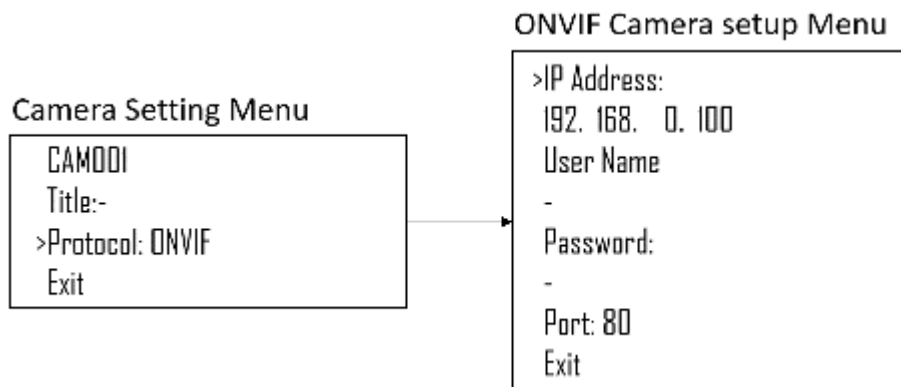 Camera Setting Menu
CAM001
Title:-
>Protocol: ONVIF
Exit
ONVIF Camera setup Menu
>IP Address:
192. 168. 0. 100
User Name
-
Password:
-
Port: 80
Exit